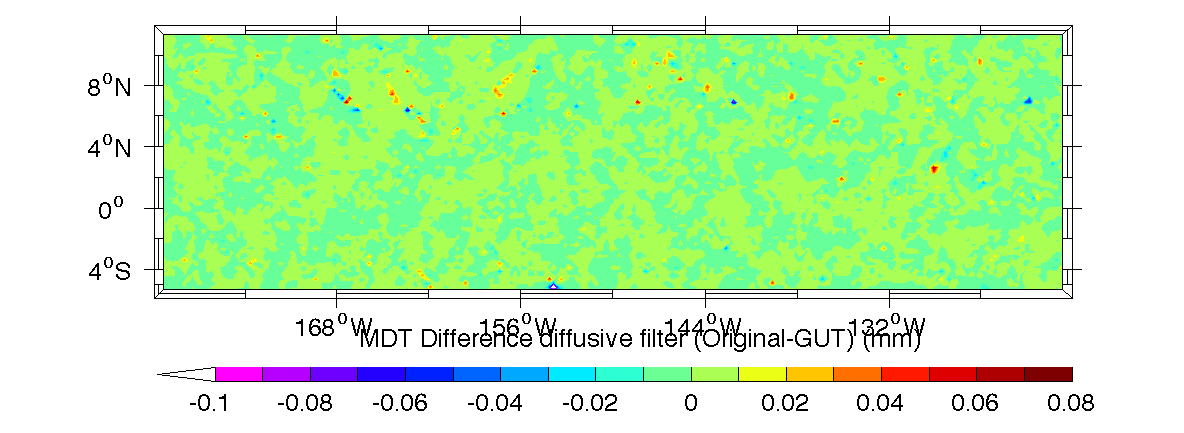 8°N
4°N
0°
4°S
168°W 156°W 144°W 132°W
MDT Difference diffusive filter (Original-GUT) (mm)
-0.1 -0.08 -0.06 -0.04 -0.02 0 0.02 0.04 0.06 0.08